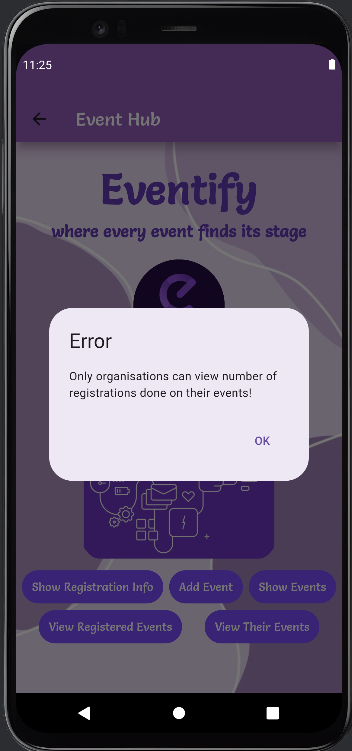 11:25
Event Hub
Eventify
where every event finds its stage
e
Error
Only organisations can view number of
registrations done on their events!
OK
Show Registration Info Add Event Show Events
View Registered Events View Their Events